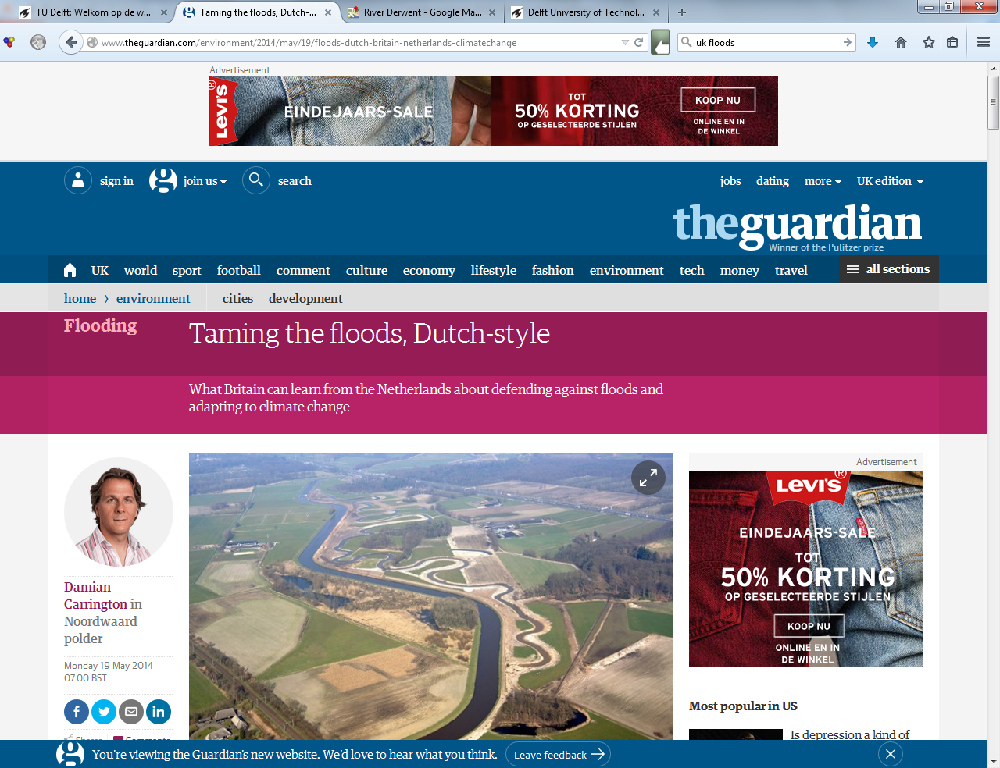 TU Delft: Welkom op de w...
Taming the floods, Dutch-...
River Derwent - Google Ma...
Delft University of Technol...
www.theguardian.com/environment/2014/may/19/floods-dutch-britain-netherlands-climatechange
uk floods
Advertisement
LEVI'S®
EINDEJAARS-SALE
TOT
50% KORTING
OP GESELECTEERDE STIJLEN
KOOP NU
ONLINE EN IN
DE WINKEL
sign in
join us
search
jobs
dating
more
UK edition
theguardian
Winner of the Pulitzer prize
UK world sport football comment culture economy lifestyle fashion environment tech money travel
all sections
home › environment
cities development
Flooding
Taming the floods, Dutch-style
What Britain can learn from the Netherlands about defending against floods and
adapting to climate change
Damian
Carrington in
Noordwaard
polder
Monday 19 May 2014
07.00 BST
Shares
Comments
Advertisement
LEVI'S®
EINDEJAARS-SALE
TOT
50% KORTING
OP GESELECTEERDE STIJLEN
KOOP NU
ONLINE EN IN
DE WINKEL
Most popular in US
Is depression a kind of
You're viewing the Guardian's new website. We'd love to hear what you think.
Leave feedback